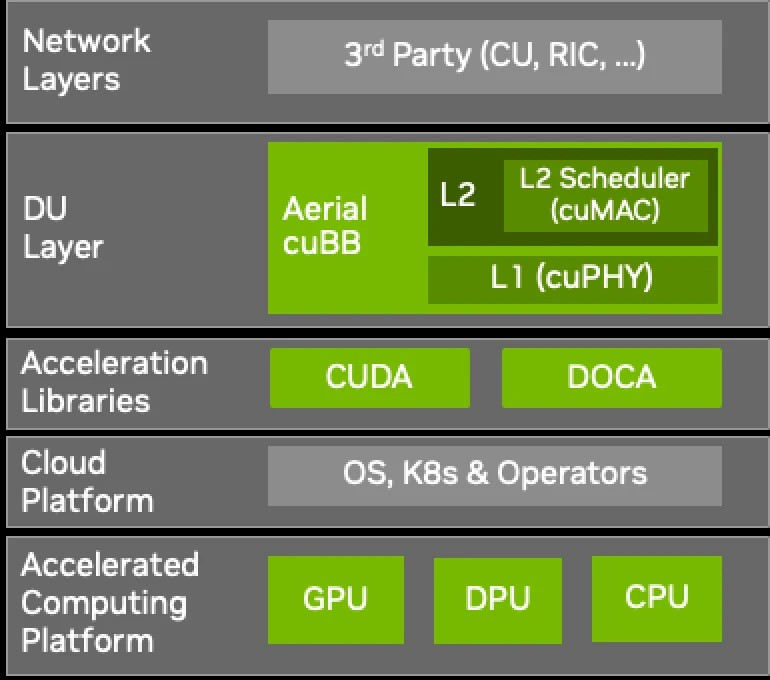 Network
Layers
3rd Party (CU, RIC, ...)
DU
Layer
Aerial
cuBB
L2
L2 Scheduler
(cuMAC)
L1 (cuPHY)
Acceleration
Libraries
CUDA
DOCA
Cloud
Platform
OS, K8s & Operators
Accelerated
Computing
Platform
GPU
DPU
CPU